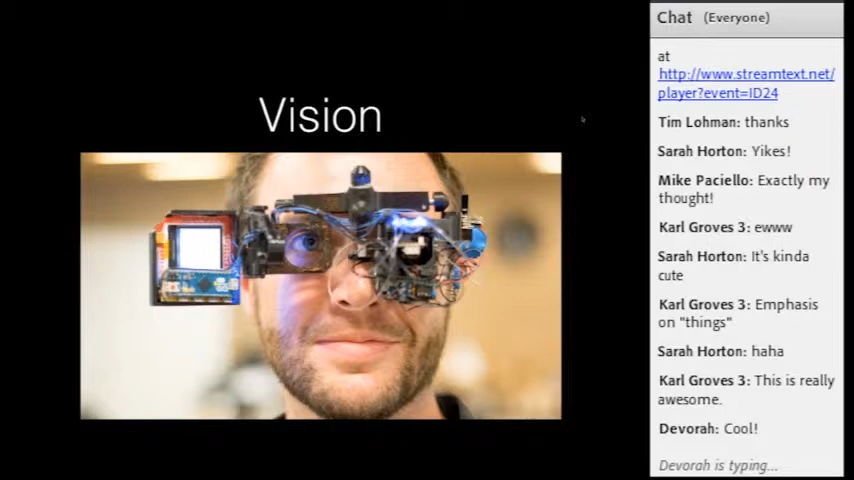 Vision
Chat (Everyone)
at
http://www.streamtext.net/
player?event=ID24
Tim Lohman: thanks
Sarah Horton: Yikes!
Mike Paciello: Exactly my
thought!
Karl Groves 3: ewww
Sarah Horton: It's kinda
cute
Karl Groves 3: Emphasis
on "things"
Sarah Horton: haha
Karl Groves 3: This is really
awesome.
Devorah: Cool!
Devorah is typing...